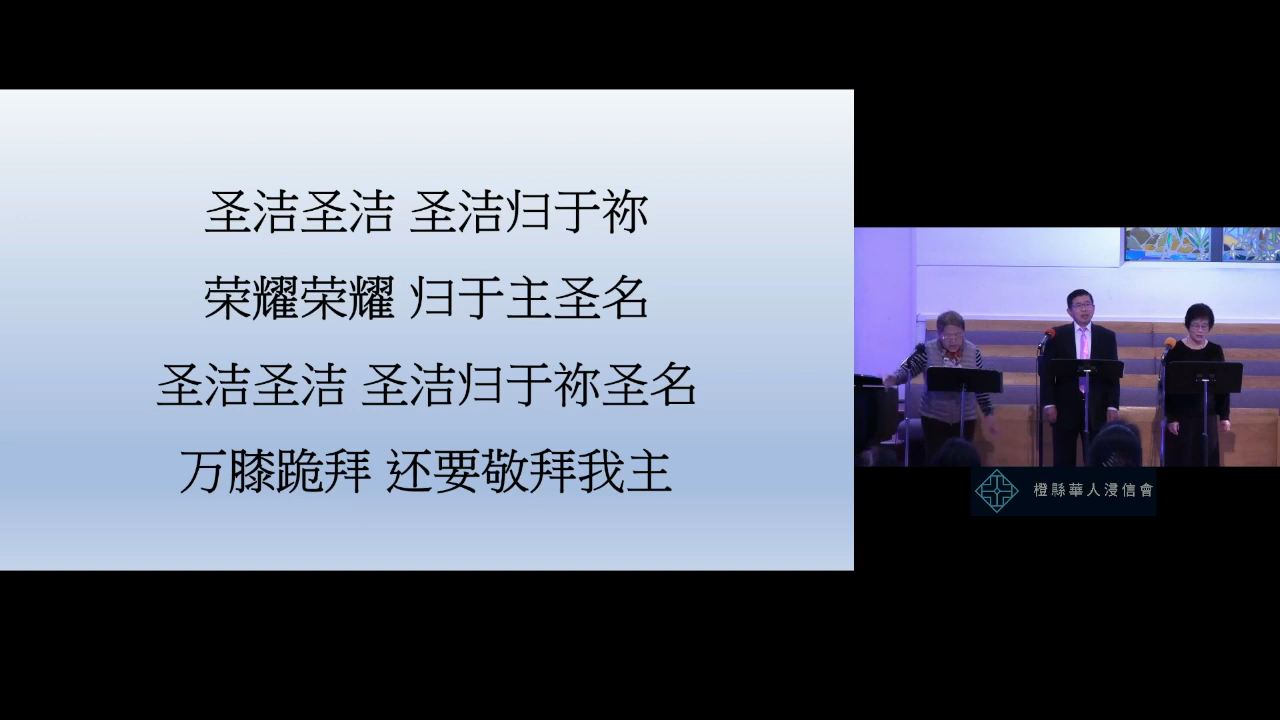 圣洁圣洁 圣洁归于祢
荣耀荣耀 归于主圣名
圣洁圣洁 圣洁归于祢圣名
万膝跪拜 还要敬拜我主
橙縣華人浸信會